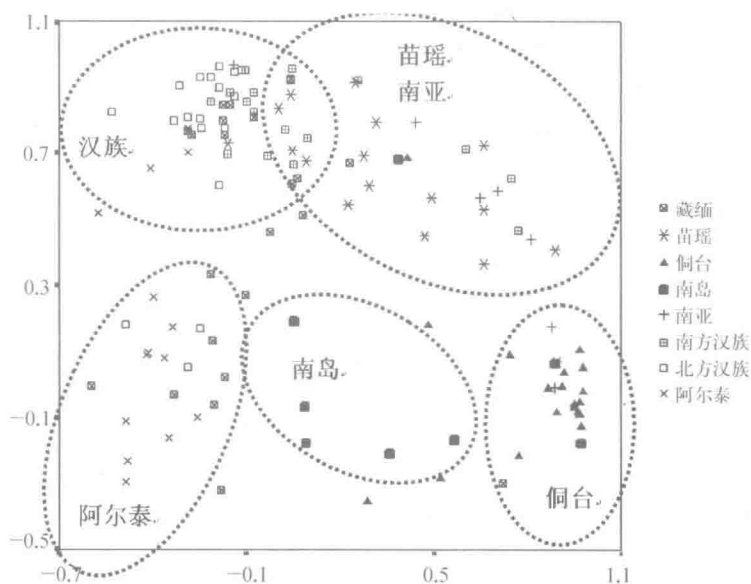 1.1
苗瑶
南亚
0.7
汉族
藏缅
苗瑶
侗台
南岛
南亚
南方汉族
北方汉族
阿尔泰
0.3
南岛
-0.1
侗台
阿尔泰
-0.5
-0.7
-0.1
0.5
1.1